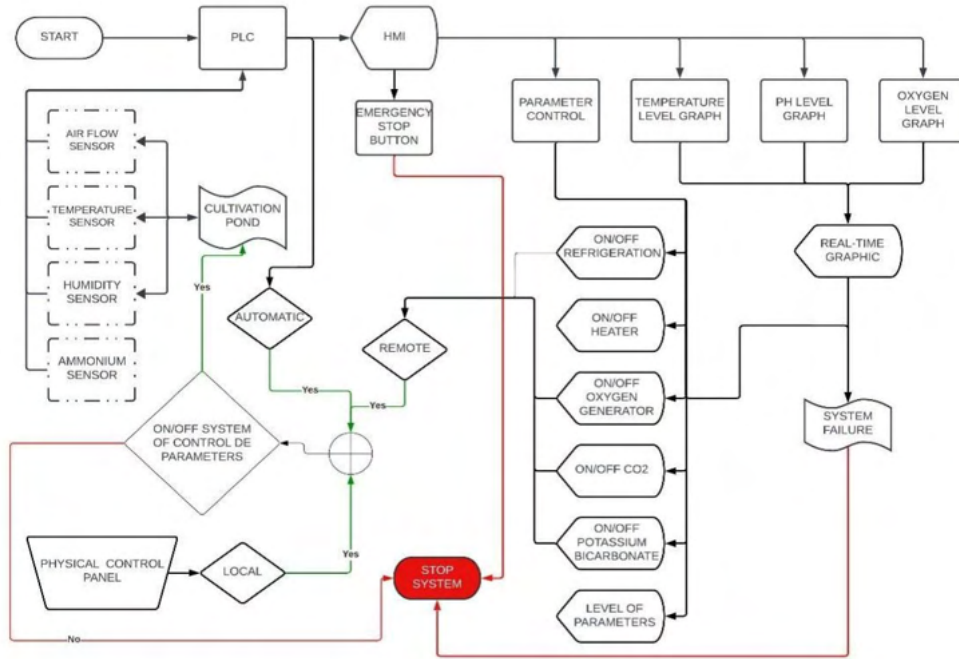 START
PLC
HMI
EMERGENCY
STOP
BUTTON
PARAMETER
CONTROL
TEMPERATURE
LEVEL GRAPH
PH LEVEL
GRAPH
OXYGEN
LEVEL
GRAPH
AIR FLOW
SENSOR
TEMPERATURE
SENSOR
HUMIDITY
SENSOR
AMMONIUM
SENSOR
CULTIVATION
POND
Yes
AUTOMATIC
REMOTE
Yes
Yes
ON/OFF SYSTEM
OF CONTROL DE
PARAMETERS
PHYSICAL CONTROL
PANEL
LOCAL
Yes
No
STOP
SYSTEM
ON/OFF
REFRIGERATION
ON/OFF
HEATER
ON/OFF
OXYGEN
GENERATOR
ON/OFF CO2
ON/OFF
POTASSIUM
BICARBONATE
LEVEL OF
PARAMETERS
REAL-TIME
GRAPHIC
SYSTEM
FAILURE